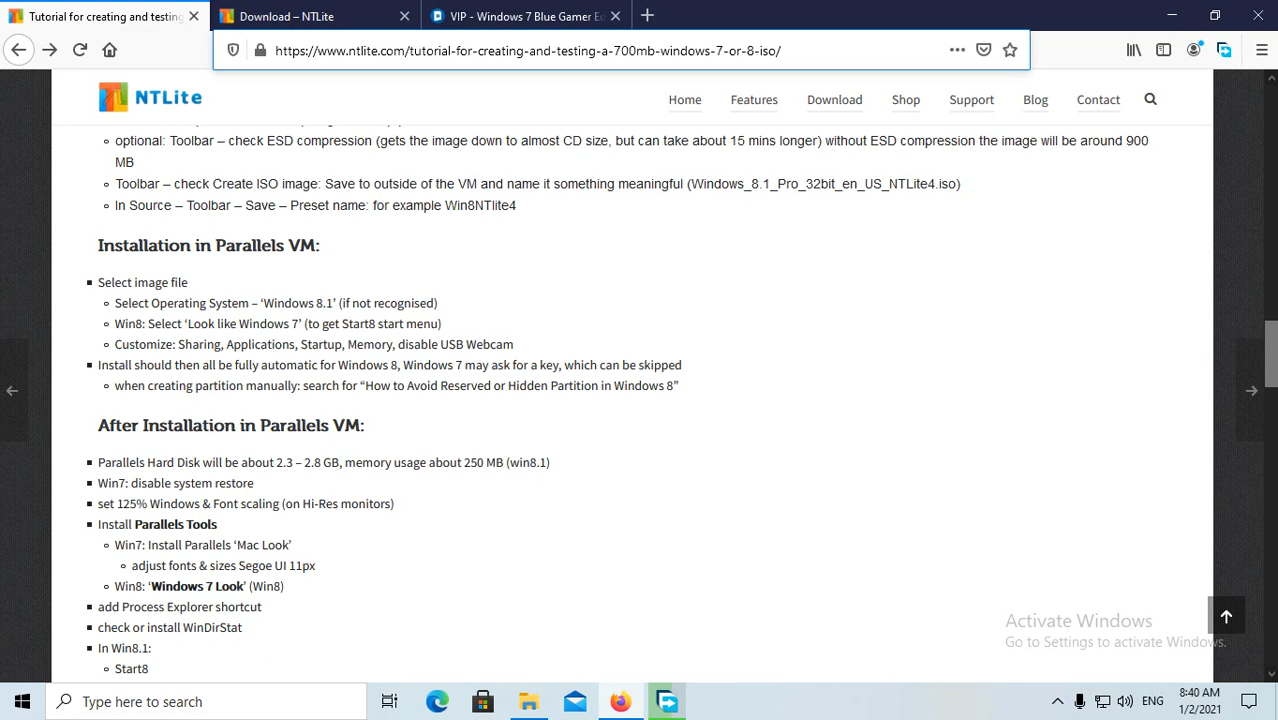 Tutorial for creating and testing
Download – NTLite
VIP - Windows 7 Blue Gamer Ed
https://www.ntlite.com/tutorial-for-creating-and-testing-a-700mb-windows-7-or-8-iso/
NTLite
Home
Features
Download
Shop
Support
Blog
Contact
optional: Toolbar – check ESD compression (gets the image down to almost CD size, but can take about 15 mins longer) without ESD compression the image will be around 900
MB
Toolbar – check Create ISO image: Save to outside of the VM and name it something meaningful (Windows_8.1_Pro_32bit_en_US_NTLite4.iso)
In Source – Toolbar – Save – Preset name: for example Win8NTlite4
Installation in Parallels VM:
Select image file
Select Operating System – ‘Windows 8.1’ (if not recognised)
Win8: Select ‘Look like Windows 7’ (to get Start8 start menu)
Customize: Sharing, Applications, Startup, Memory, disable USB Webcam
Install should then all be fully automatic for Windows 8, Windows 7 may ask for a key, which can be skipped
when creating partition manually: search for “How to Avoid Reserved or Hidden Partition in Windows 8”
After Installation in Parallels VM:
Parallels Hard Disk will be about 2.3 – 2.8 GB, memory usage about 250 MB (win8.1)
Win7: disable system restore
set 125% Windows & Font scaling (on Hi-Res monitors)
Install Parallels Tools
Win7: Install Parallels ‘Mac Look’
adjust fonts & sizes Segoe UI 11px
Win8: ‘Windows 7 Look’ (Win8)
add Process Explorer shortcut
check or install WinDirStat
In Win8.1:
Start8
Activate Windows
Go to Settings to activate Windows.
Type here to search
ENG
8:40 AM
1/2/2021